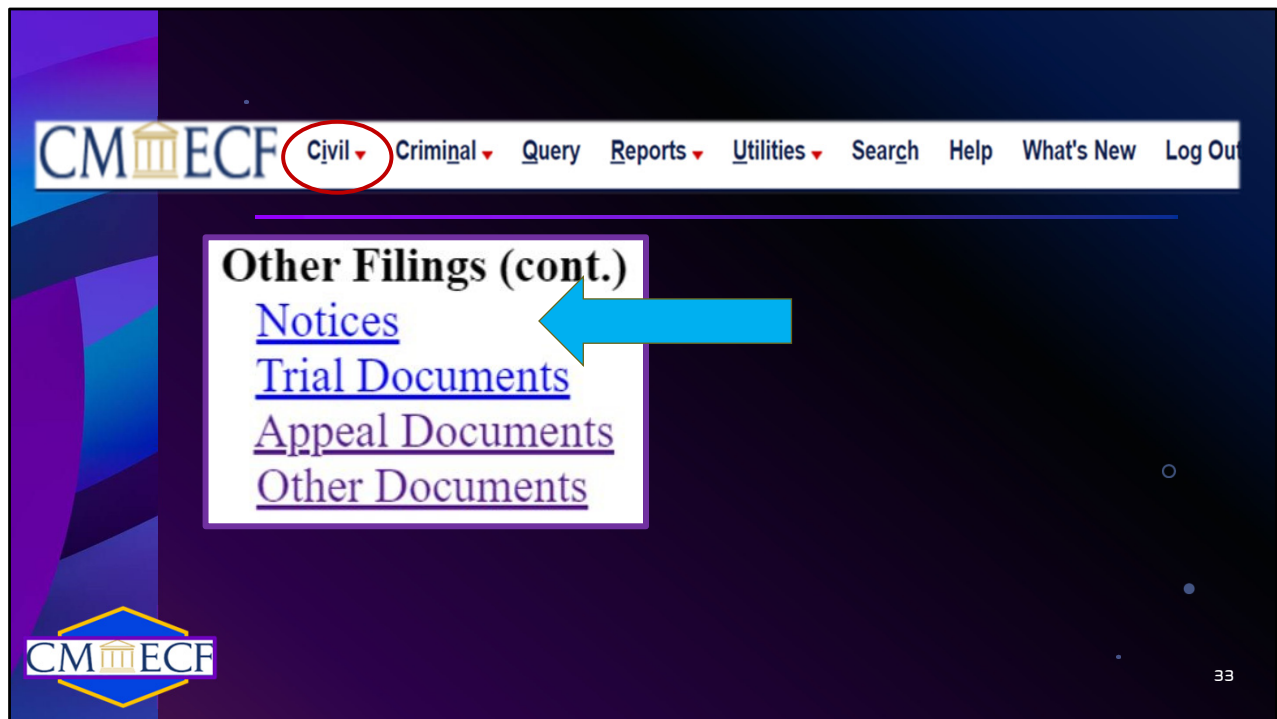 CM ECF Civil Criminal Query Reports Utilities Search Help What's New Log Out
Other Filings (cont.)
Notices
Trial Documents
Appeal Documents
Other Documents
CM ECF
33